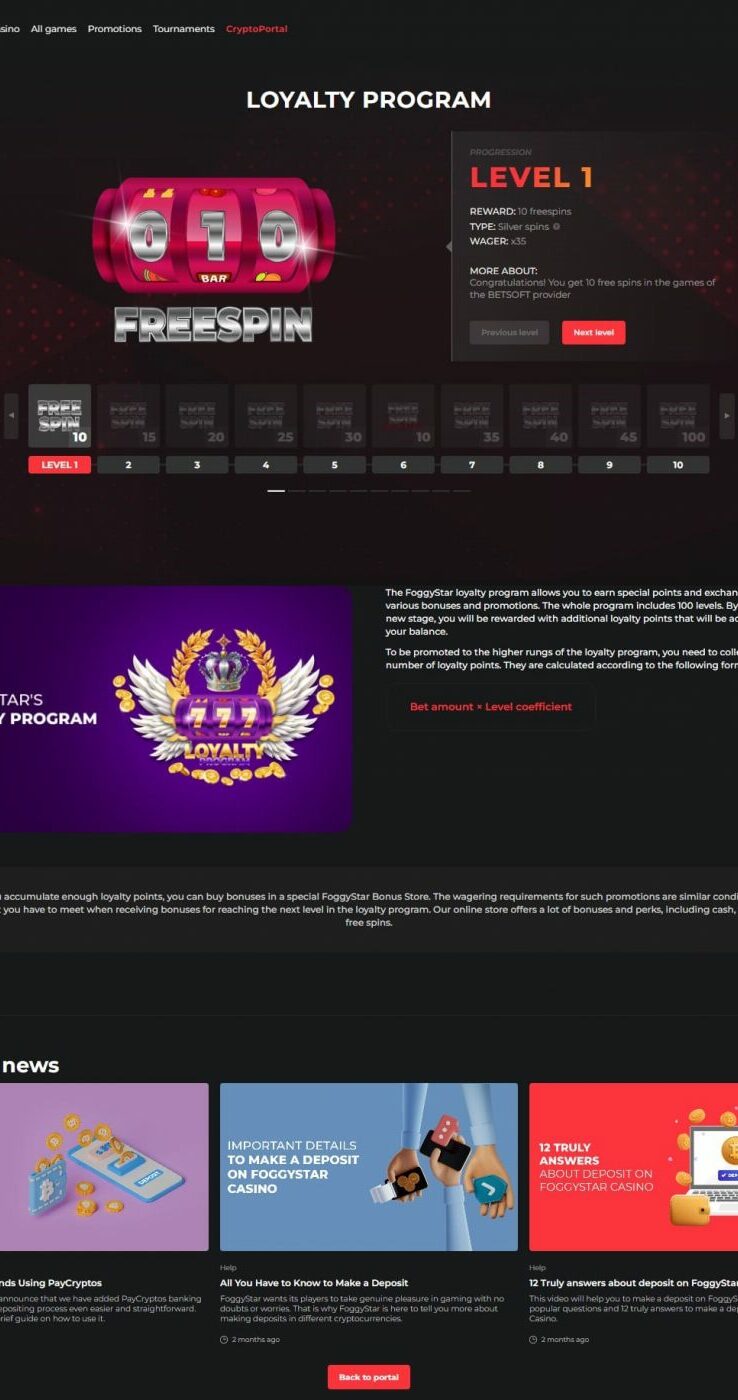 sino All games Promotions Tournaments CryptoPortal
LOYALTY PROGRAM
010
BAR
FREESPIN
PROGRESSION
LEVEL 1
REWARD: 10 freespins
TYPE: Silver spins
WAGER: x35
MORE ABOUT:
Congratulations! You get 10 free spins in the games of
the BETSOFT provider
Previous level Next level
FREE SPIN 10
FREE SPIN 15
FREE SPIN 20
FREE SPIN 25
FREE SPIN 30
FREE SPIN 10
FREE SPIN 35
FREE SPIN 40
FREE SPIN 45
FREE SPIN 100
LEVEL 1 2 3 4 5 6 7 8 9 10
TAR'S
Y PROGRAM
777
LOYALTY
PROGRAM
The FoggyStar loyalty program allows you to earn special points and exchan
various bonuses and promotions. The whole program includes 100 levels. By
new stage, you will be rewarded with additional loyalty points that will be ac
your balance.
To be promoted to the higher rungs of the loyalty program, you need to colle
number of loyalty points. They are calculated according to the following form
Bet amount × Level coefficient
accumulate enough loyalty points, you can buy bonuses in a special FoggyStar Bonus Store. The wagering requirements for such promotions are similar condi
you have to meet when receiving bonuses for reaching the next level in the loyalty program. Our online store offers a lot of bonuses and perks, including cash,
free spins.
news
DEPOSIT
IMPORTANT DETAILS
TO MAKE A DEPOSIT
ON FOGGYSTAR
CASINO
12 TRULY
ANSWERS
ABOUT DEPOSIT ON
FOGGYSTAR CASINO
nds Using PayCryptos
announce that we have added PayCryptos banking
epositing process even easier and straightforward.
rief guide on how to use it.
Help
All You Have to Know to Make a Deposit
FoggyStar wants its players to take genuine pleasure in gaming with no
doubts or worries. That is why FoggyStar is here to tell you more about
making deposits in different cryptocurrencies.
2 months ago
Help
12 Truly answers about deposit on FoggyStar
This video will help you to make a deposit on FoggyS
popular questions and 12 truly answers to make a dep
Casino.
2 months ago
Back to portal